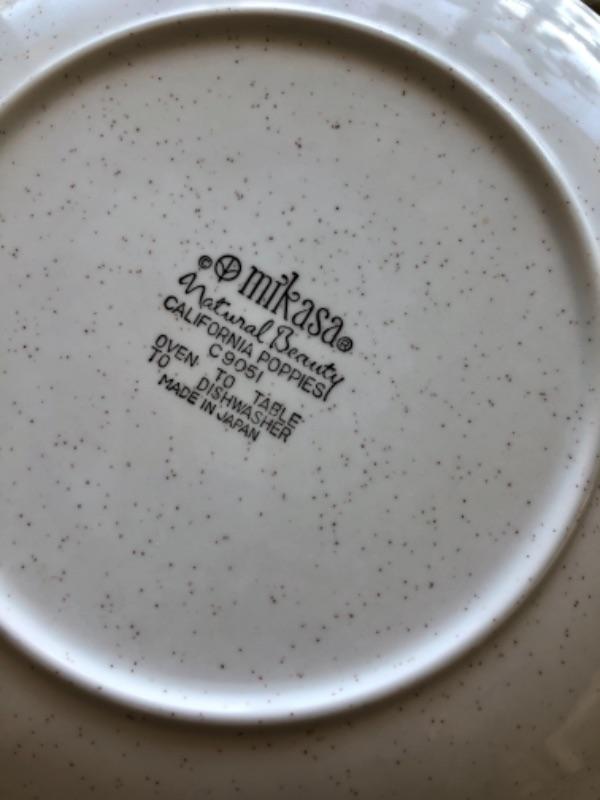 © mikasa®
Natural Beauty
CALIFORNIA POPPIES
C9051
OVEN TO TABLE
TO DISHWASHER
MADE IN JAPAN